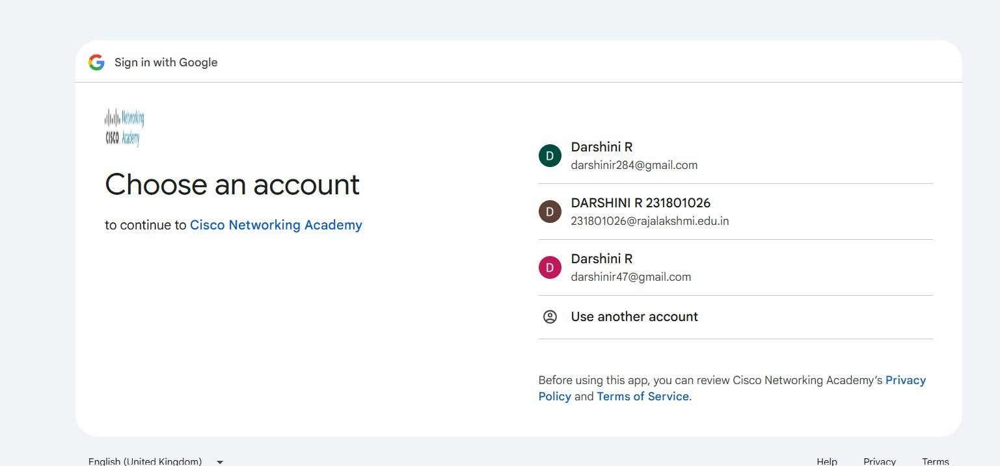 Sign in with Google
Networking
CISCO Academy
Choose an account
to continue to Cisco Networking Academy
D
Darshini R
darshinir284@gmail.com
D
DARSHINI R 231801026
231801026@rajalakshmi.edu.in
D
Darshini R
darshinir47@gmail.com
Use another account
Before using this app, you can review Cisco Networking Academy’s Privacy
Policy and Terms of Service.
English (United Kingdom)
Help Privacy Terms